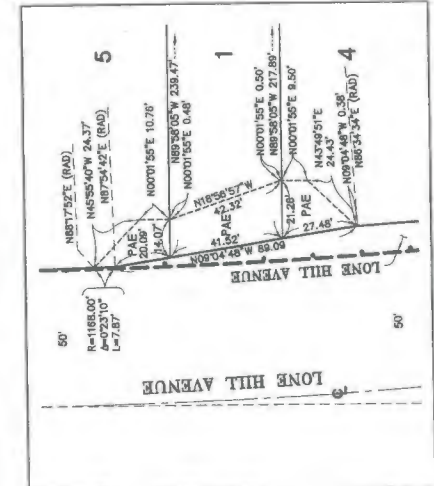 5
1
4
N88°17'52"E (RAD)
N45°55'40"W 24.37'
N87°54'42"E (RAD)
N00°01'55"E 10.76'
N89°58'05"W 239.47'
N00°01'55"E 0.48'
N00°01'55"E 0.50'
N89°58'05"W 217.89'
N00°01'55"E 9.50'
N43°49'51"E
24.43'
N09°04'48"W 0.38'
N86°34'34"E (RAD)
N18°56'57"W
42.32'
PAE
20.09'
14.07'
PAE
41.52'
N09°04'48"W 89.09
21.28'
PAE
27.48'
50'
R=1168.00'
Δ=0°23'10"
L=7.87'
LONE HILL AVENUE
50'
LONE HILL AVENUE